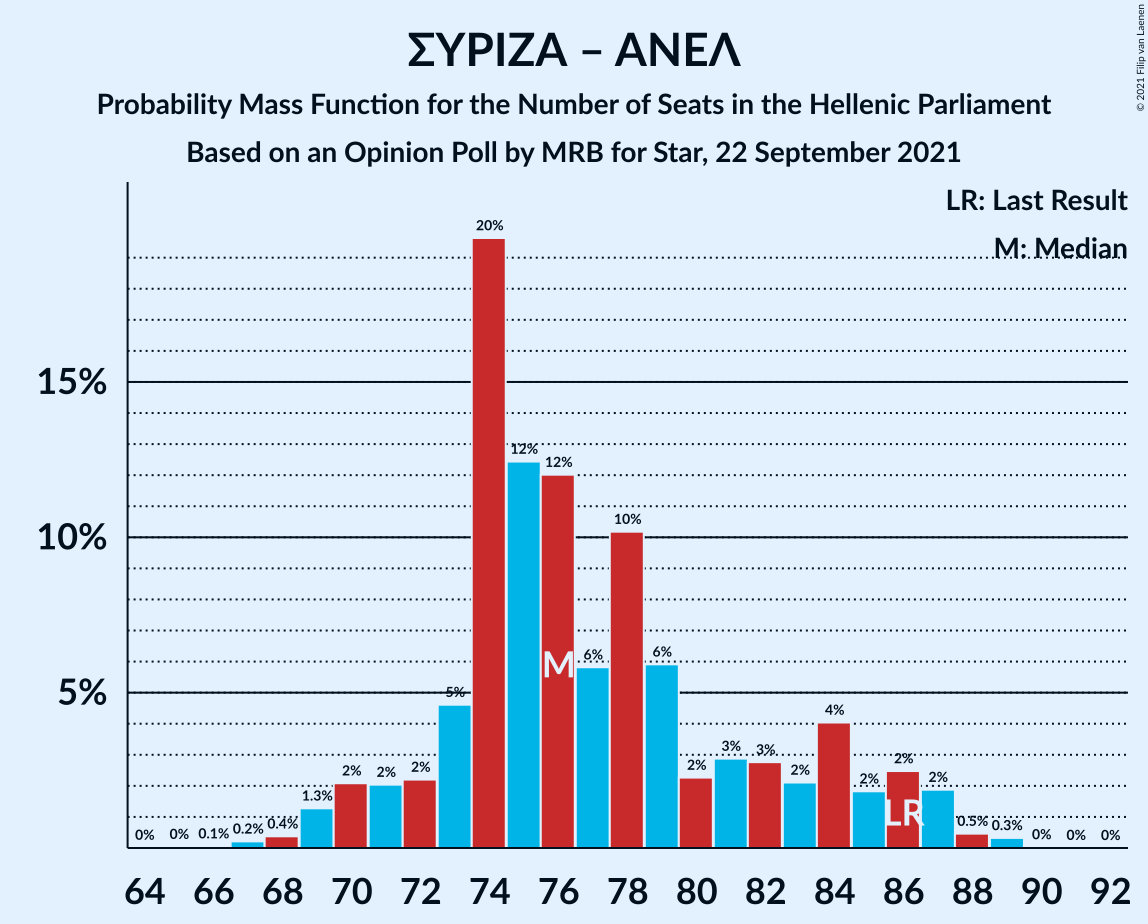 ΣΥΡΙΖΑ – ΑΝΕΛ
Probability Mass Function for the Number of Seats in the Hellenic Parliament
Based on an Opinion Poll by MRB for Star, 22 September 2021
© 2021 Filip van Laenen
LR: Last Result
M: Median
15%
10%
5%
0% 0% 0.1% 0.2% 0.4% 1.3% 2% 2% 2% 5% 20% 12% 12% 6% 10% 6% 2% 3% 3% 2% 4% 2% 2% 2% 0.5% 0.3% 0% 0% 0%
M
LR
64 66 68 70 72 74 76 78 80 82 84 86 88 90 92